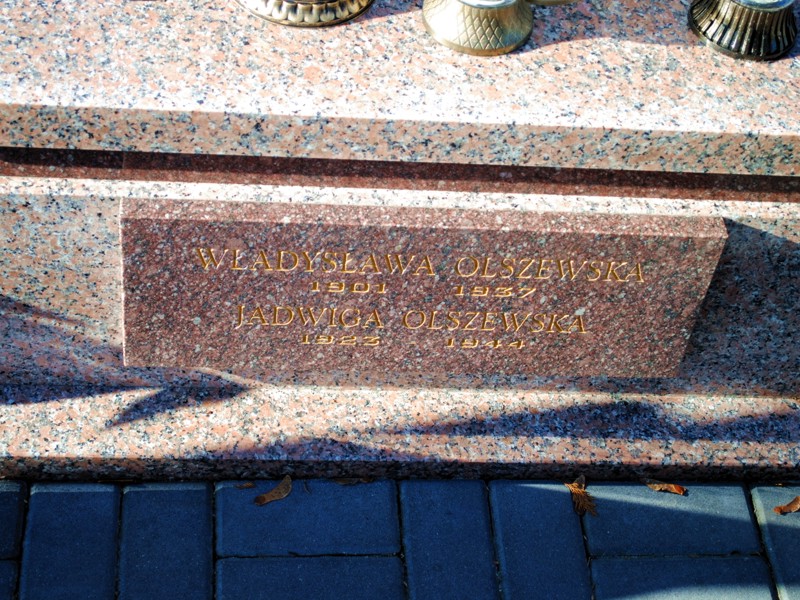 WŁADYSŁAWA OLSZEWSKA
1901 1937
JADWIGA OLSZEWSKA
1923 - 1944